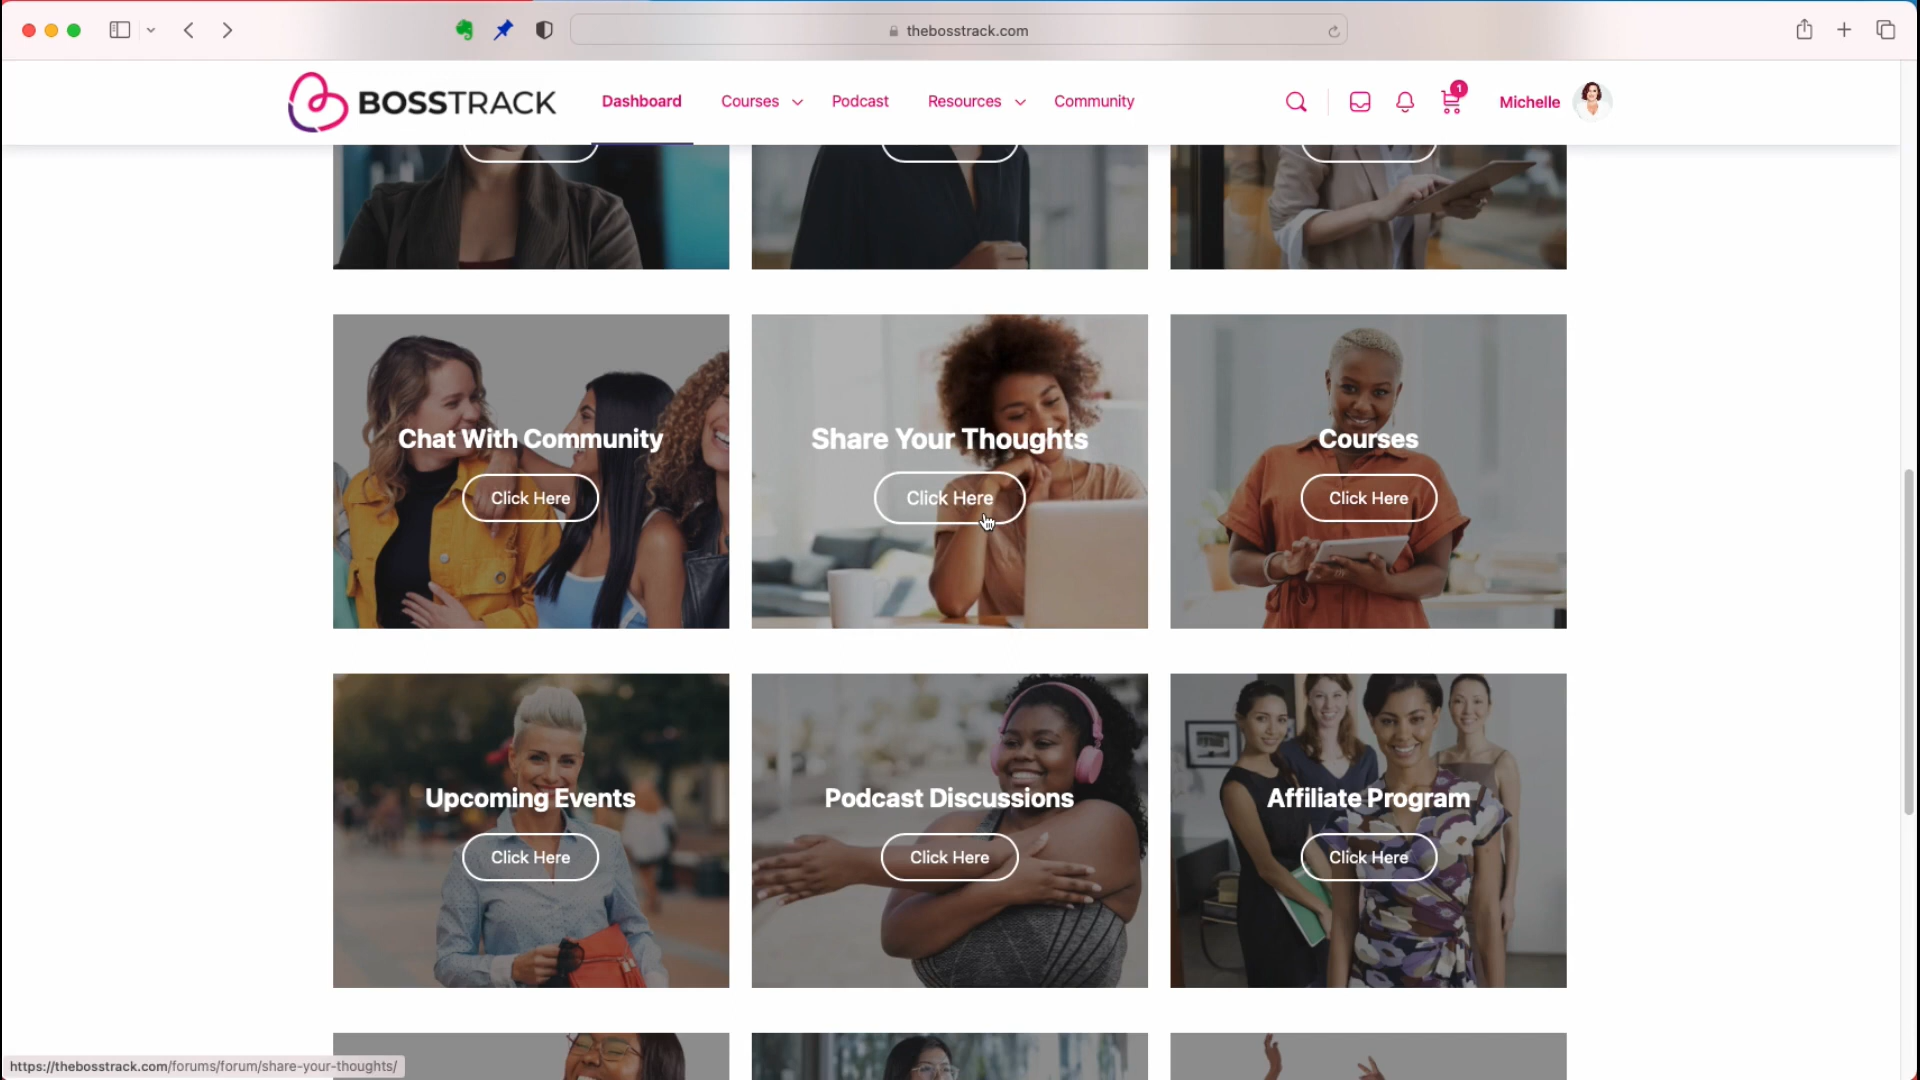 thebosstrack.com
BOSSTRACK
Dashboard
Courses
Podcast
Resources
Community
1
Michelle
Chat With Community
Click Here
Share Your Thoughts
Click Here
Courses
Click Here
Upcoming Events
Click Here
Podcast Discussions
Click Here
Affiliate Program
Click Here
https://thebosstrack.com/forums/forum/share-your-thoughts/